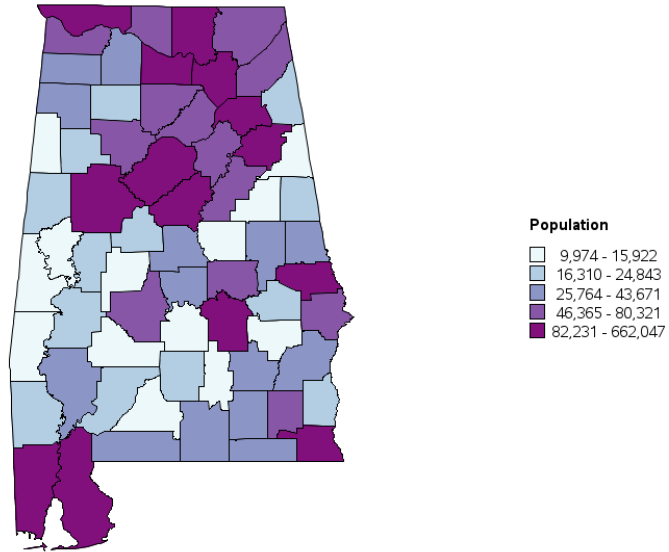 Population
9,974 - 15,922
16,310 - 24,843
25,764 - 43,671
46,365 - 80,321
82,231 - 662,047